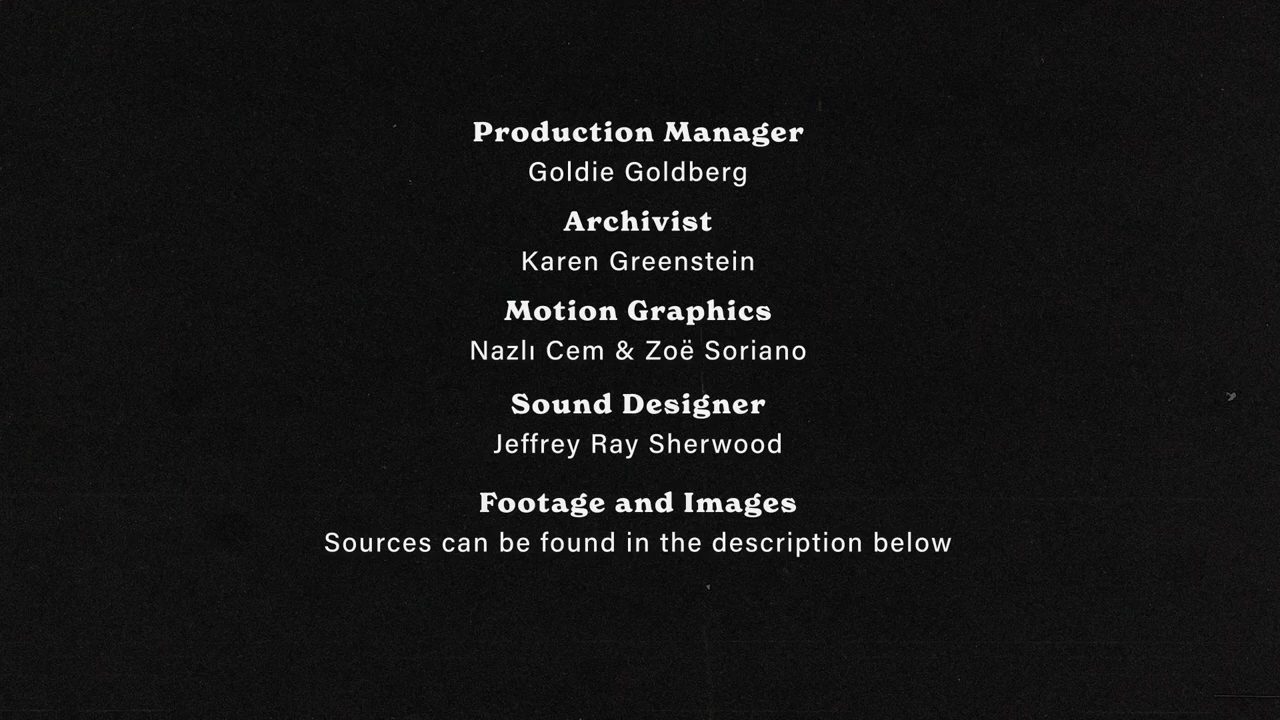 Production Manager
Goldie Goldberg
Archivist
Karen Greenstein
Motion Graphics
Nazlı Cem & Zoë Soriano
Sound Designer
Jeffrey Ray Sherwood
Footage and Images
Sources can be found in the description below